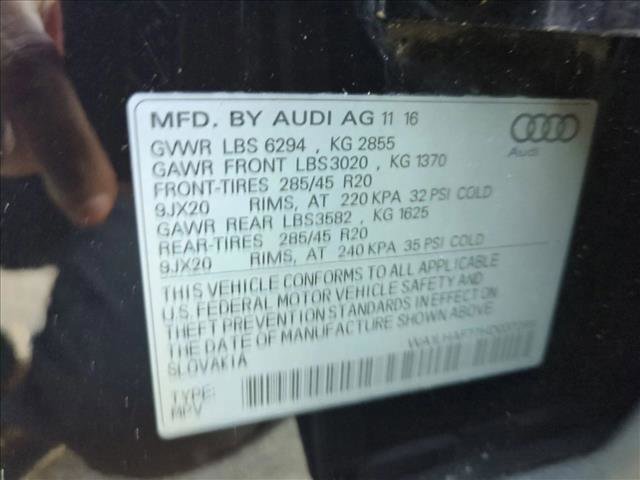 MFD. BY AUDI AG 11 16
Audi
GVWR LBS 6294 , KG 2855
GAWR FRONT LBS3020 , KG 1370
FRONT-TIRES 285/45 R20
9JX20 RIMS, AT 220 KPA 32 PSI COLD
GAWR REAR LBS3582 , KG 1625
REAR-TIRES 285/45 R20
9JX20 RIMS, AT 240 KPA 35 PSI COLD
THIS VEHICLE CONFORMS TO ALL APPLICABLE
U.S. FEDERAL MOTOR VEHICLE SAFETY AND
THEFT PREVENTION STANDARDS IN EFFECT ON
THE DATE OF MANUFACTURE SHOWN ABOVE.
SLOVAKIA
TYPE:
MPV